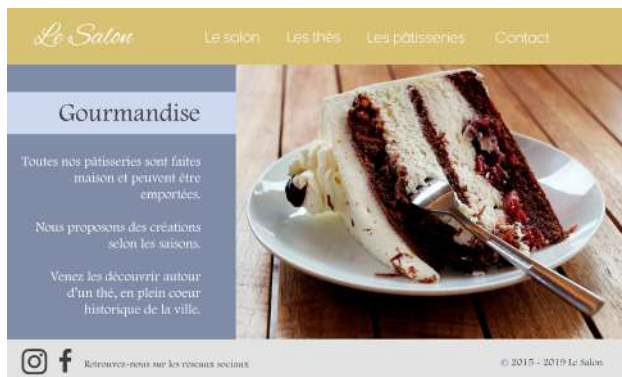 Le Salon
Le salon Les thés Les pâtisseries Contact
Gourmandise
Toutes nos pâtisseries sont faites
maison et peuvent être
emportées.
Nous proposons des créations
selon les saisons.
Venez les découvrir autour
d'un thé, en plein coeur
historique de la ville.
Retrouvez-nous sur les réseaux sociaux
© 2015 - 2019 Le Salon